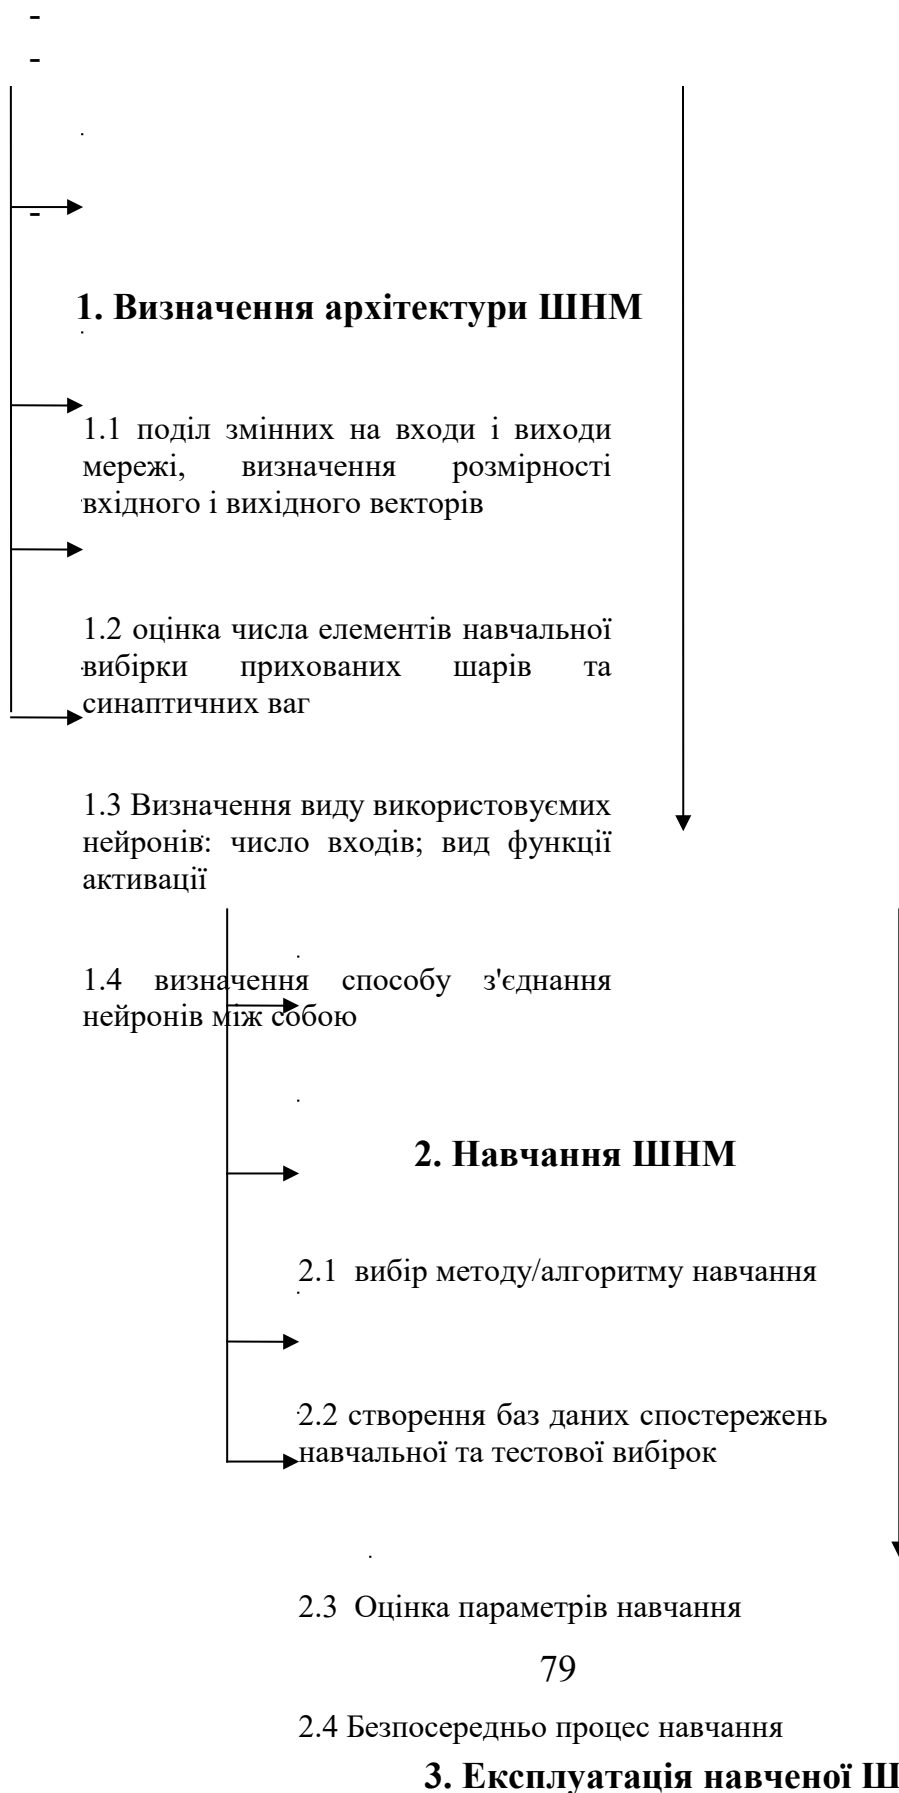 -
-
-
1. Визначення архітектури ШНМ
1.1 поділ змінних на входи і виходи
мережі, визначення розмірності
вхідного і вихідного векторів
1.2 оцінка числа елементів навчальної
вибірки прихованих шарів та
синаптичних ваг
1.3 Визначення виду використовуємих
нейронів: число входів; вид функції
активації
1.4 визначення способу з'єднання
нейронів між собою
2. Навчання ШНМ
2.1 вибір методу/алгоритму навчання
2.2 створення баз даних спостережень
навчальної та тестової вибірок
2.3 Оцінка параметрів навчання
79
2.4 Безпосередньо процес навчання
3. Експлуатація навченої Ш